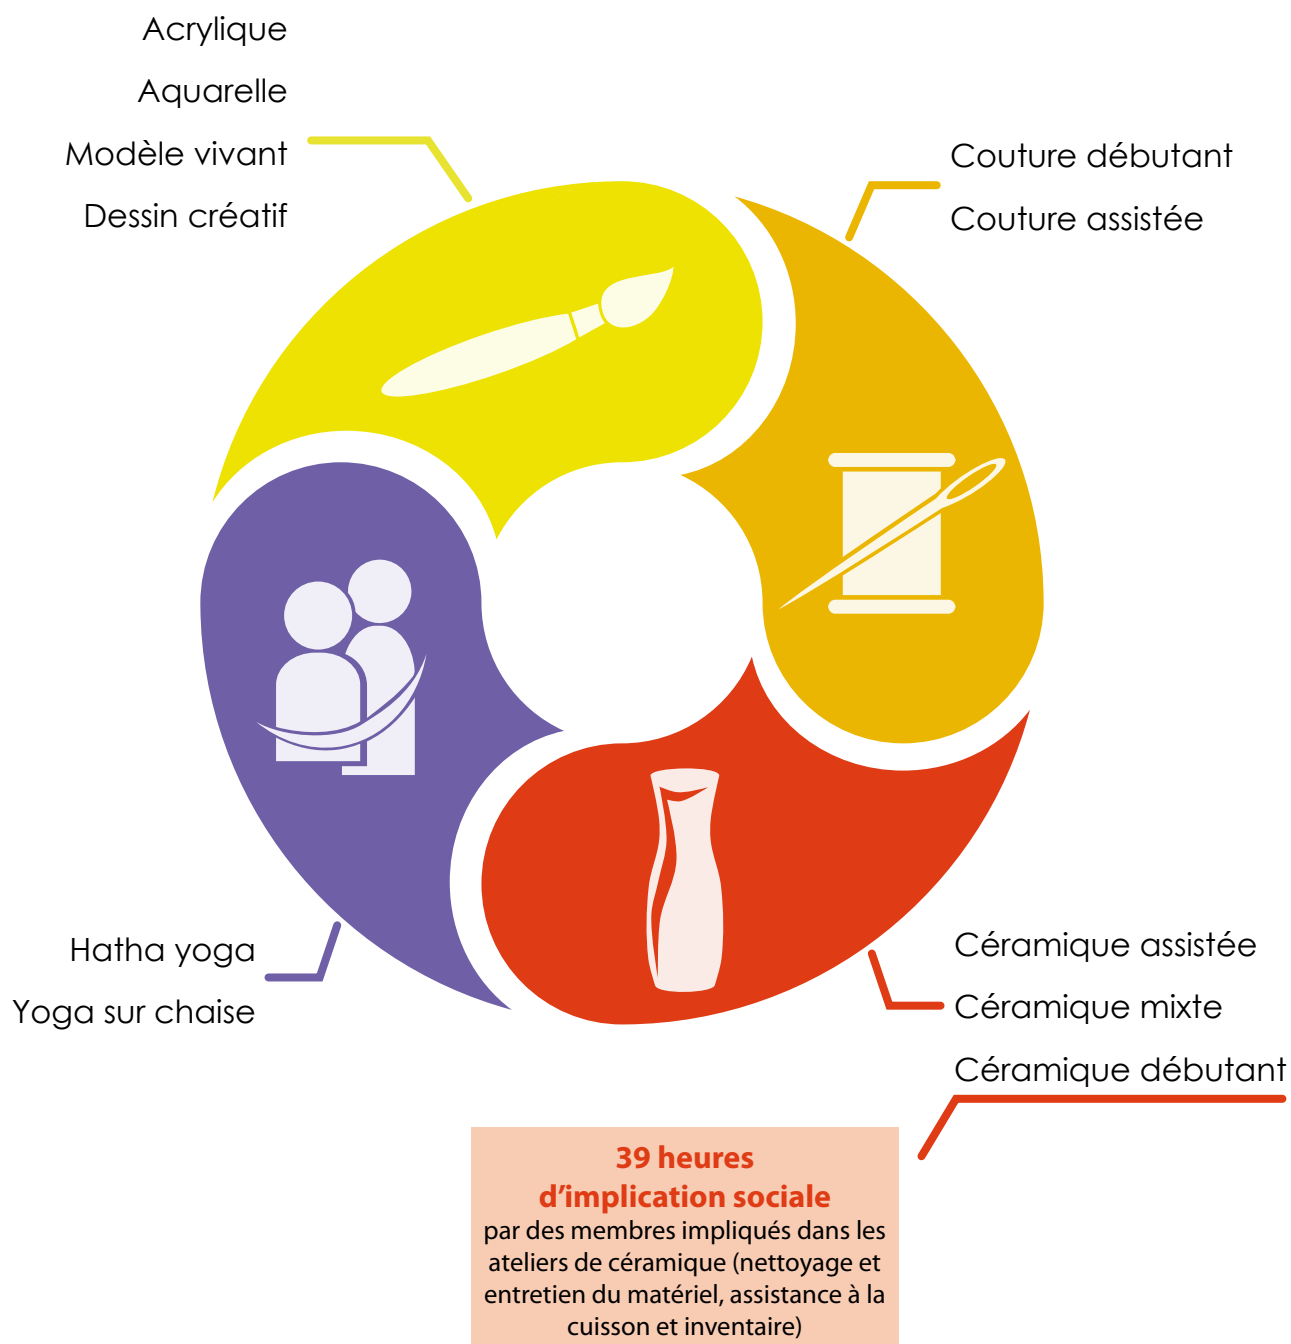 Acrylique
Aquarelle
Modèle vivant
Dessin créatif
Couture débutant
Couture assistée
Hatha yoga
Yoga sur chaise
Céramique assistée
Céramique mixte
Céramique débutant
39 heures
d’implication sociale
par des membres impliqués dans les
ateliers de céramique (nettoyage et
entretien du matériel, assistance à la
cuisson et inventaire)